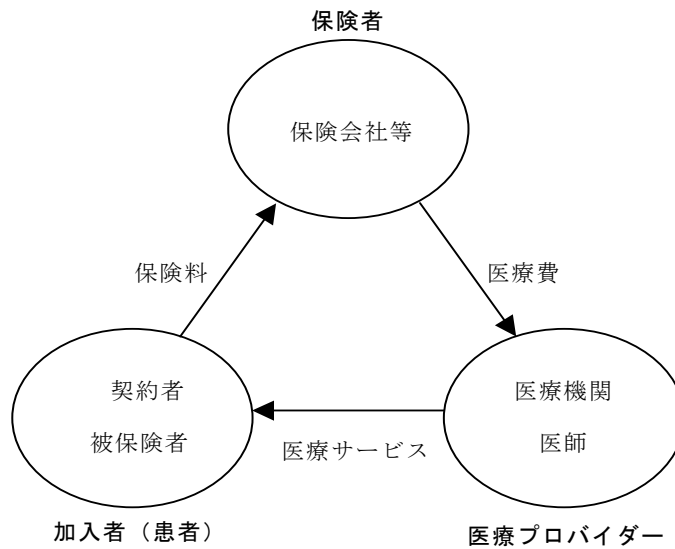 保険者
保険会社等
保険料
医療費
契約者
被保険者
医療機関
医師
医療サービス
加入者（患者）
医療プロバイダー